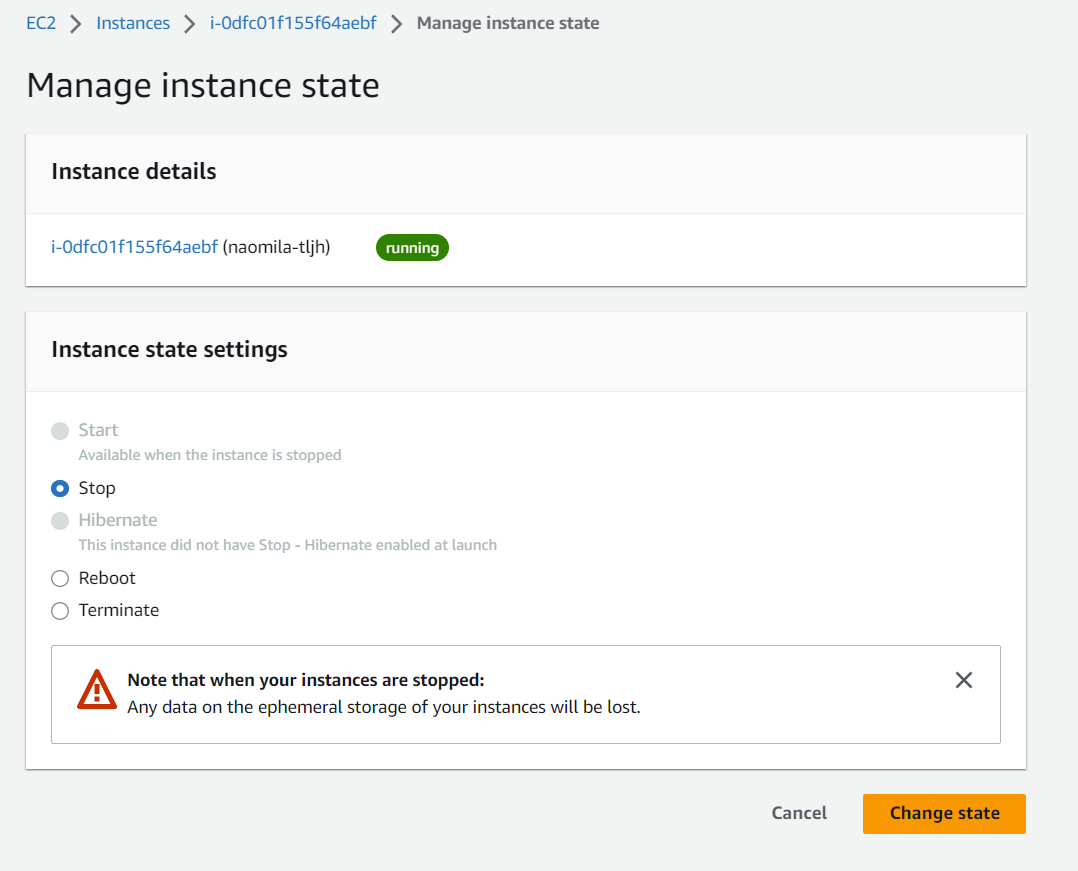 EC2 > Instances > i-0dfc01f155f64aebf > Manage instance state
Manage instance state
Instance details
i-0dfc01f155f64aebf (naomila-tljh) running
Instance state settings
Start
Available when the instance is stopped
Stop
Hibernate
This instance did not have Stop - Hibernate enabled at launch
Reboot
Terminate
Note that when your instances are stopped:
Any data on the ephemeral storage of your instances will be lost.
Cancel Change state